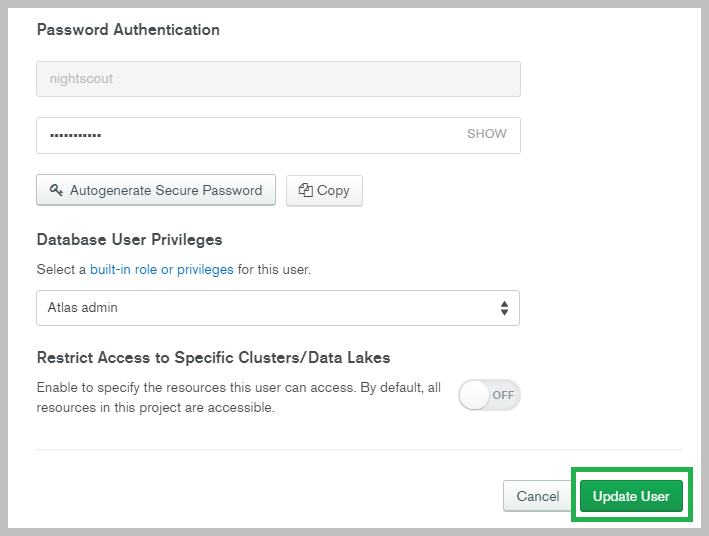 Password Authentication
nightscout
•••••••••••
SHOW
Autogenerate Secure Password
Copy
Database User Privileges
Select a built-in role or privileges for this user.
Atlas admin
Restrict Access to Specific Clusters/Data Lakes
Enable to specify the resources this user can access. By default, all
resources in this project are accessible.
OFF
Cancel
Update User